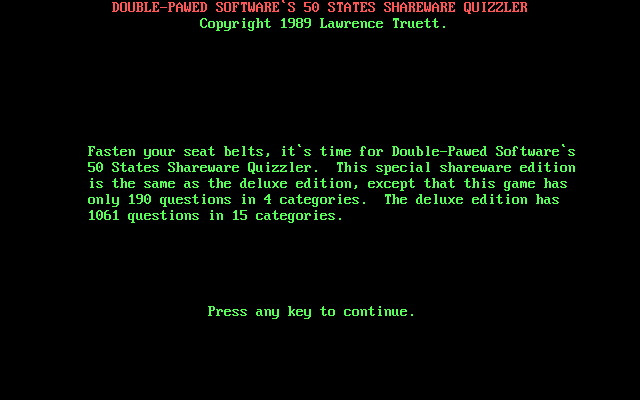 DOUBLE-PAWED SOFTWARE`S 50 STATES SHAREWARE QUIZZLER
Copyright 1989 Lawrence Truett.
Fasten your seat belts, it`s time for Double-Pawed Software`s
50 States Shareware Quizzler.  This special shareware edition
is the same as the deluxe edition, except that this game has
only 190 questions in 4 categories.  The deluxe edition has
1061 questions in 15 categories.
Press any key to continue.